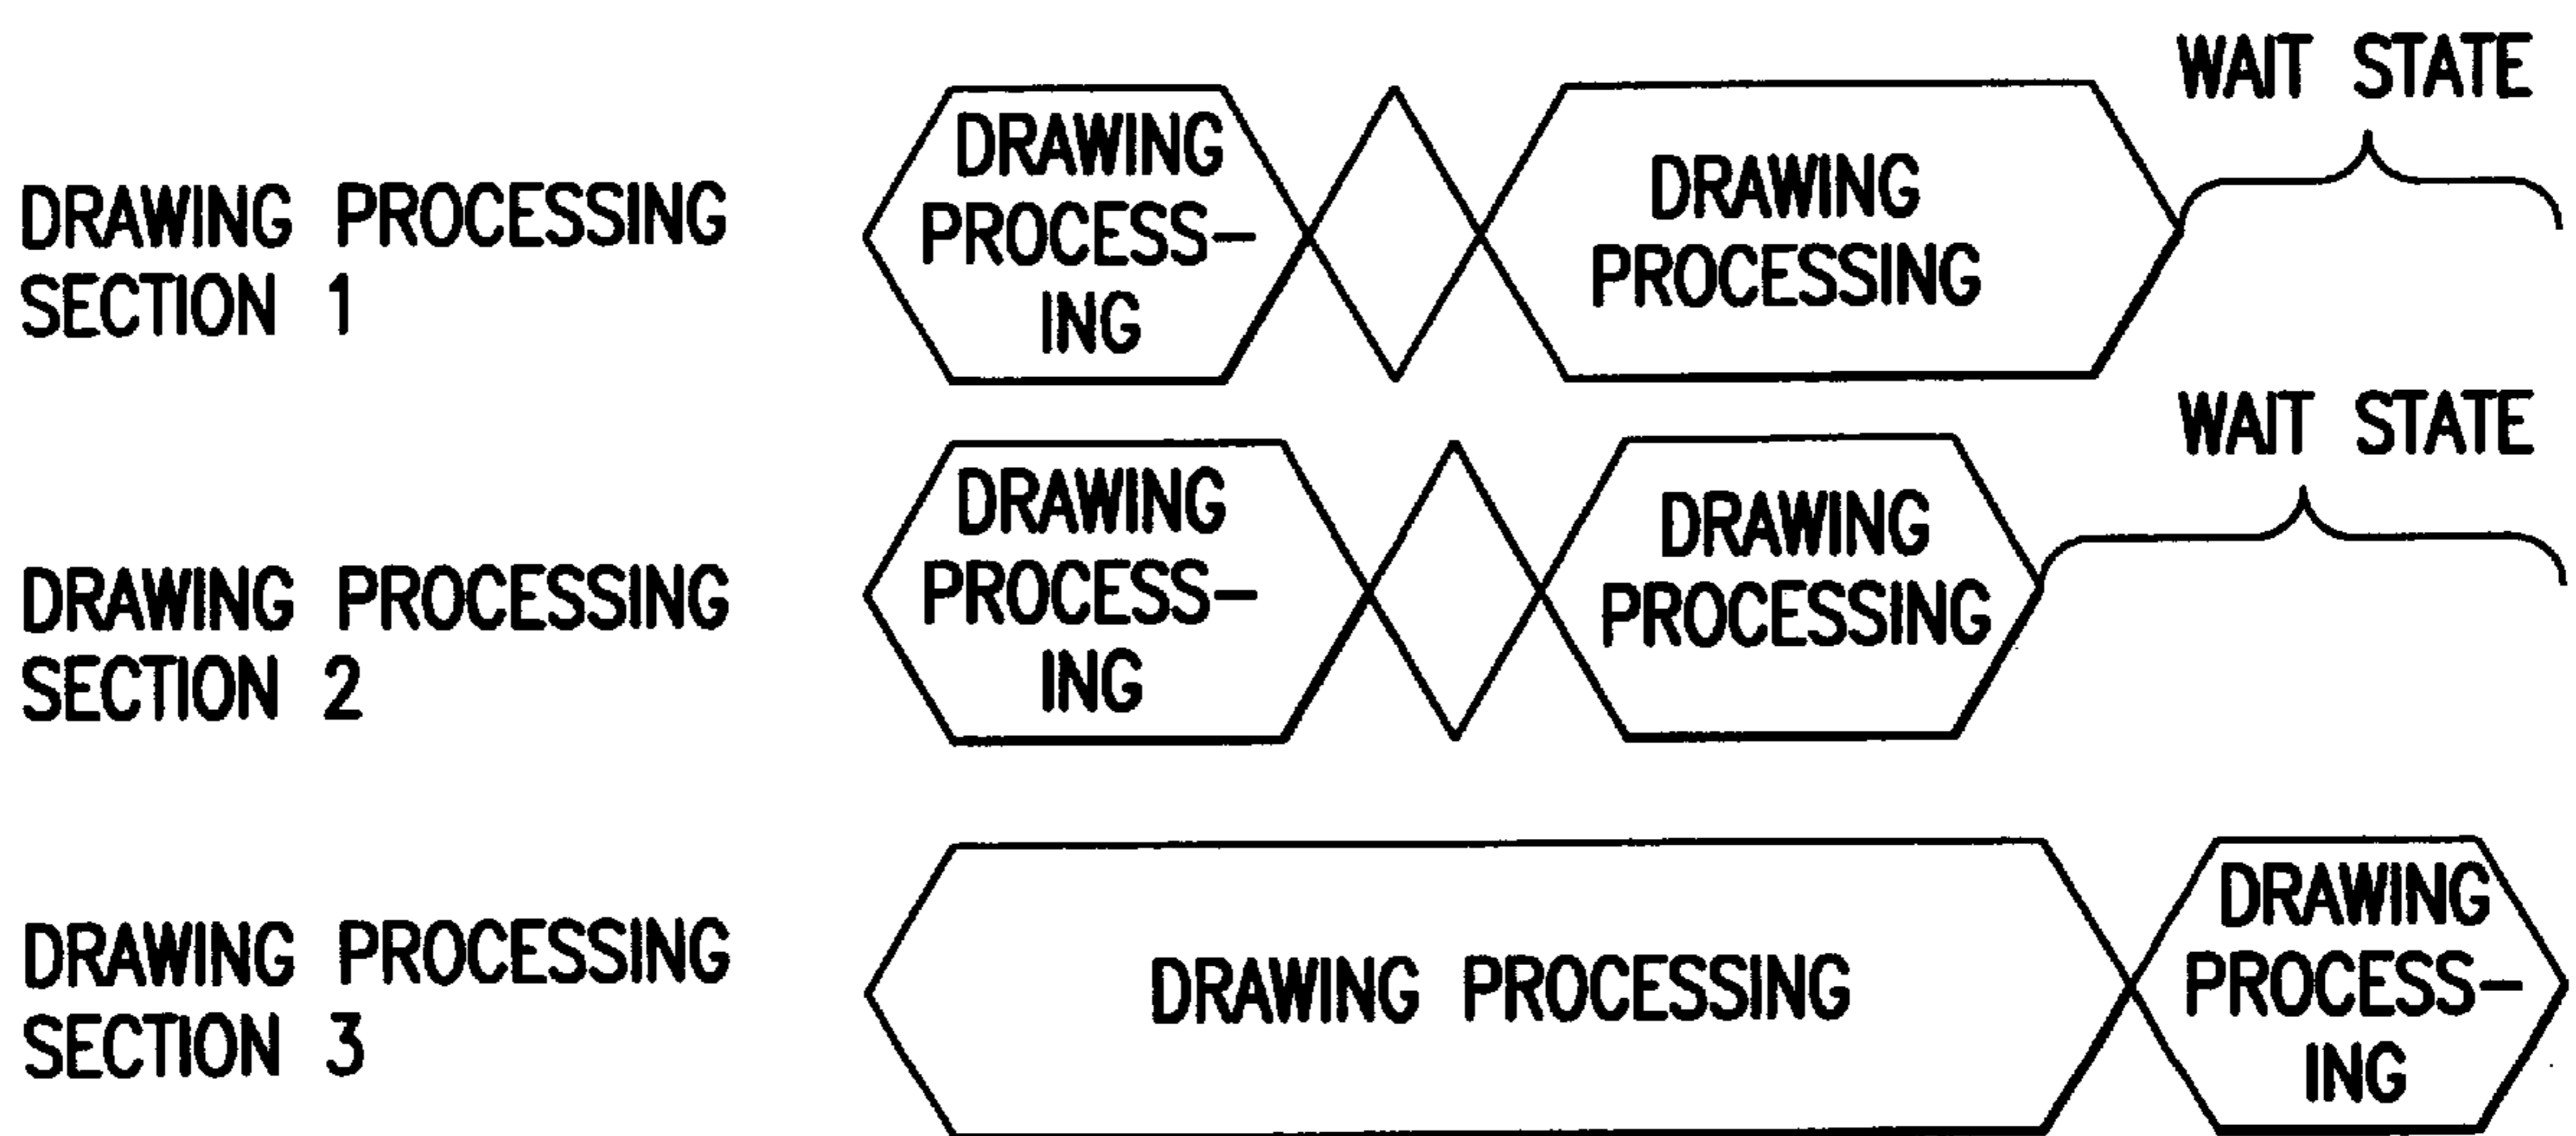 WAIT STATE
DRAWING PROCESSING
SECTION 1
DRAWING
PROCESS-
ING
DRAWING
PROCESSING
WAIT STATE
DRAWING PROCESSING
SECTION 2
DRAWING
PROCESS-
ING
DRAWING
PROCESSING
DRAWING PROCESSING
SECTION 3
DRAWING PROCESSING
DRAWING
PROCESS-
ING